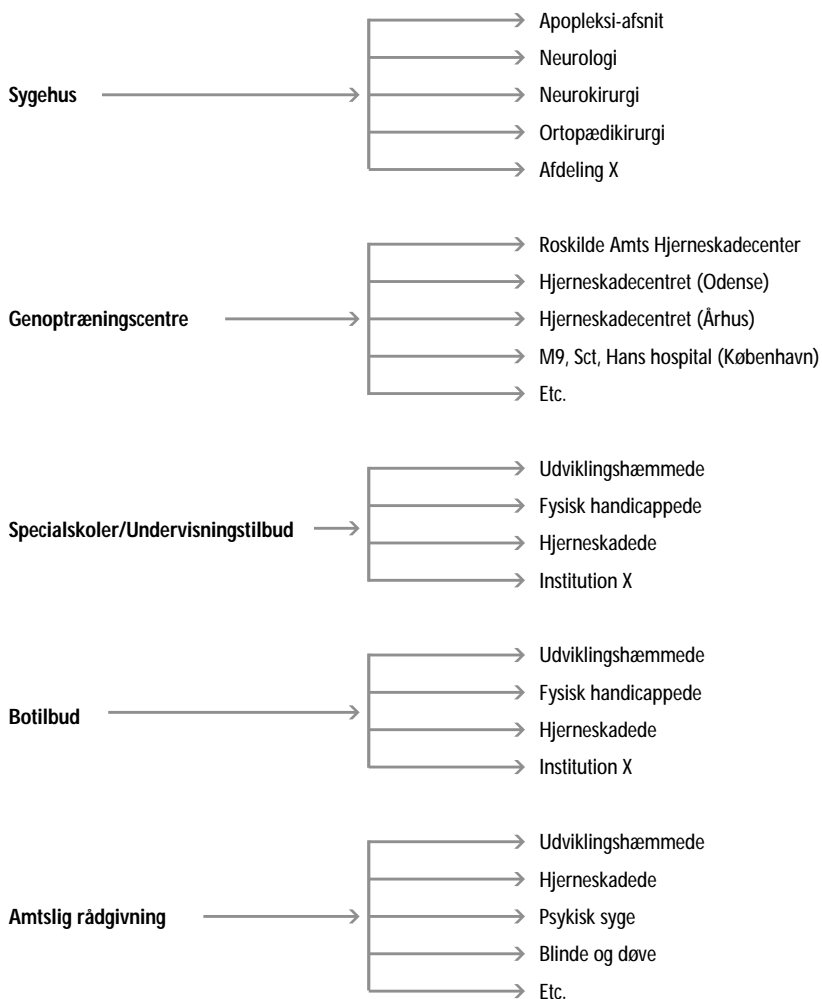 Sygehus
Apopleksi-afsnit
Neurologi
Neurokirurgi
Ortopædikirurgi
Afdeling X
Genoptræningscentre
Roskilde Amts Hjerneskadecenter
Hjerneskadecentret (Odense)
Hjerneskadecentret (Århus)
M9, Sct, Hans hospital (København)
Etc.
Specialskoler/Undervisningstilbud
Udviklingshæmmede
Fysisk handicappede
Hjerneskadede
Institution X
Botilbud
Udviklingshæmmede
Fysisk handicappede
Hjerneskadede
Institution X
Amtslig rådgivning
Udviklingshæmmede
Hjerneskadede
Psykisk syge
Blinde og døve
Etc.